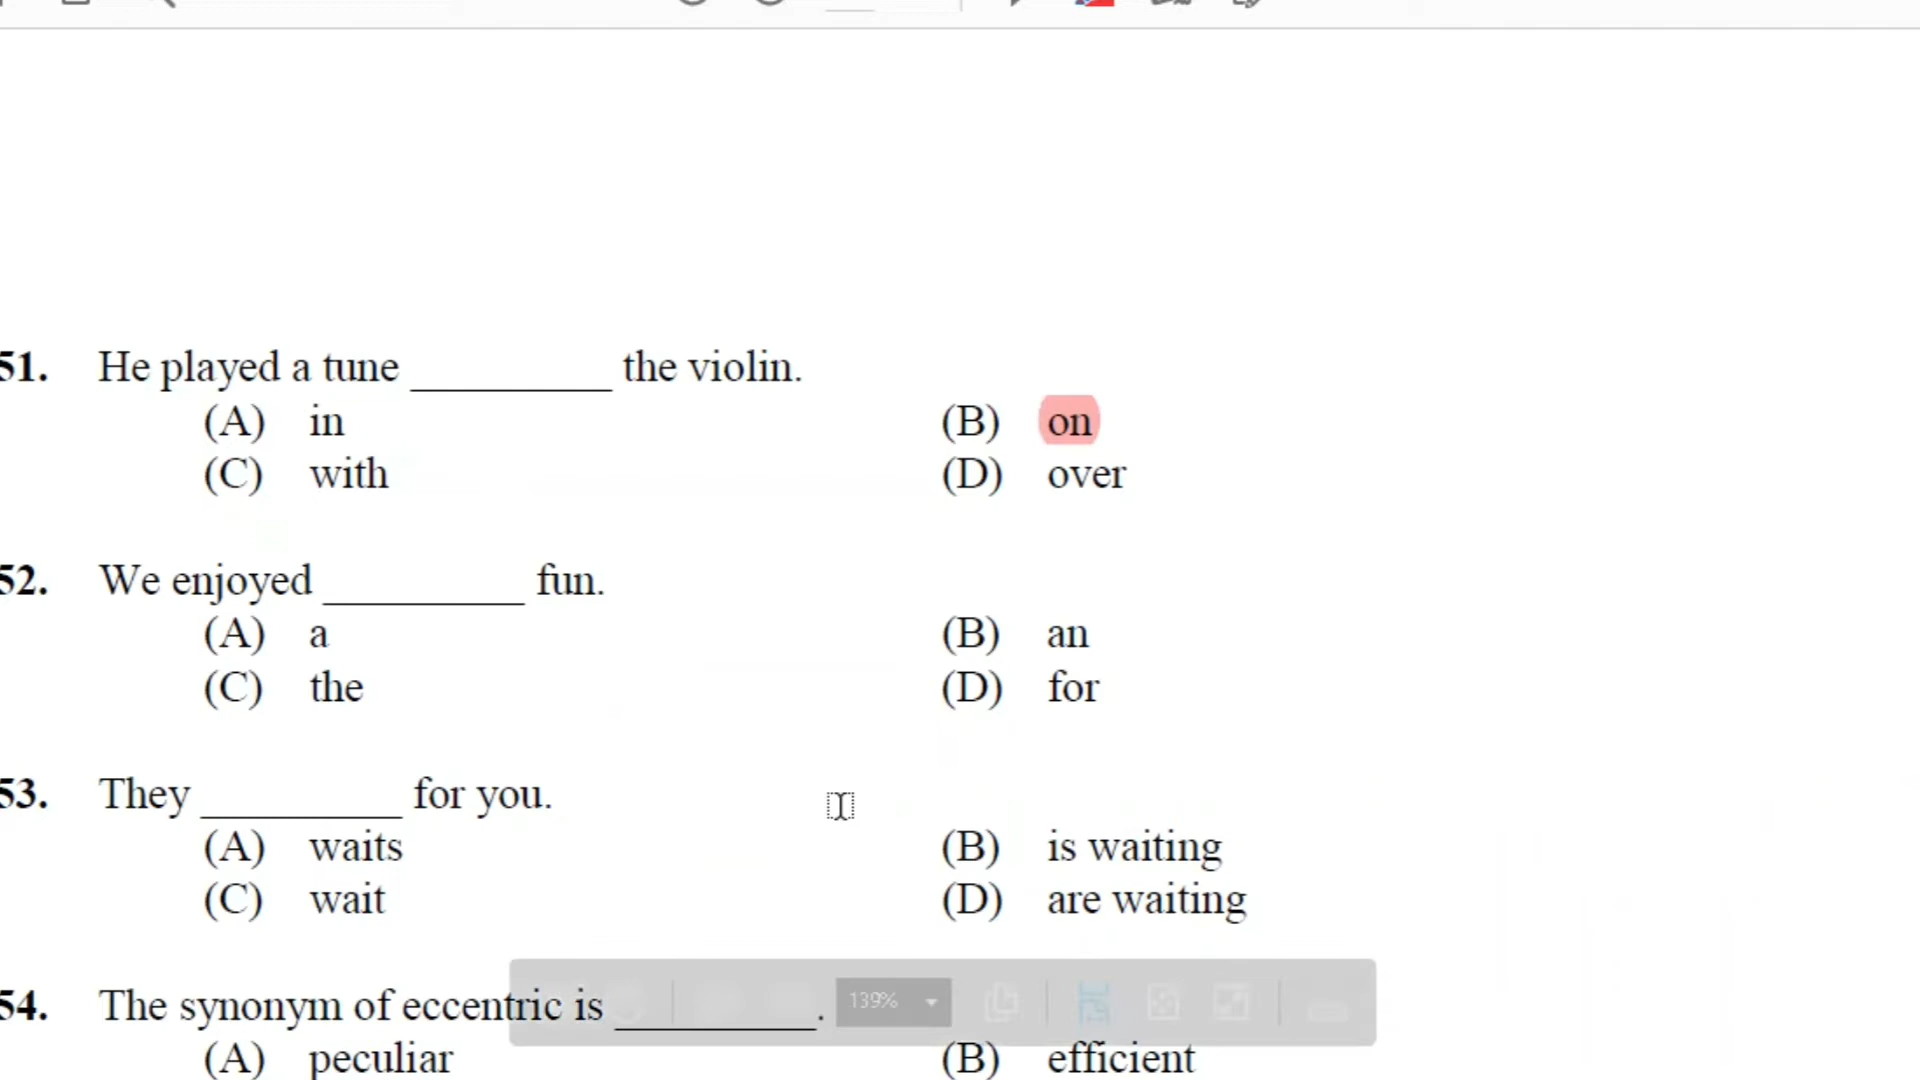 51. He played a tune __________ the violin.
(A) in (B) on
(C) with (D) over
52. We enjoyed __________ fun.
(A) a (B) an
(C) the (D) for
53. They __________ for you.
(A) waits (B) is waiting
(C) wait (D) are waiting
54. The synonym of eccentric is __________.
139%
(A) peculiar (B) efficient